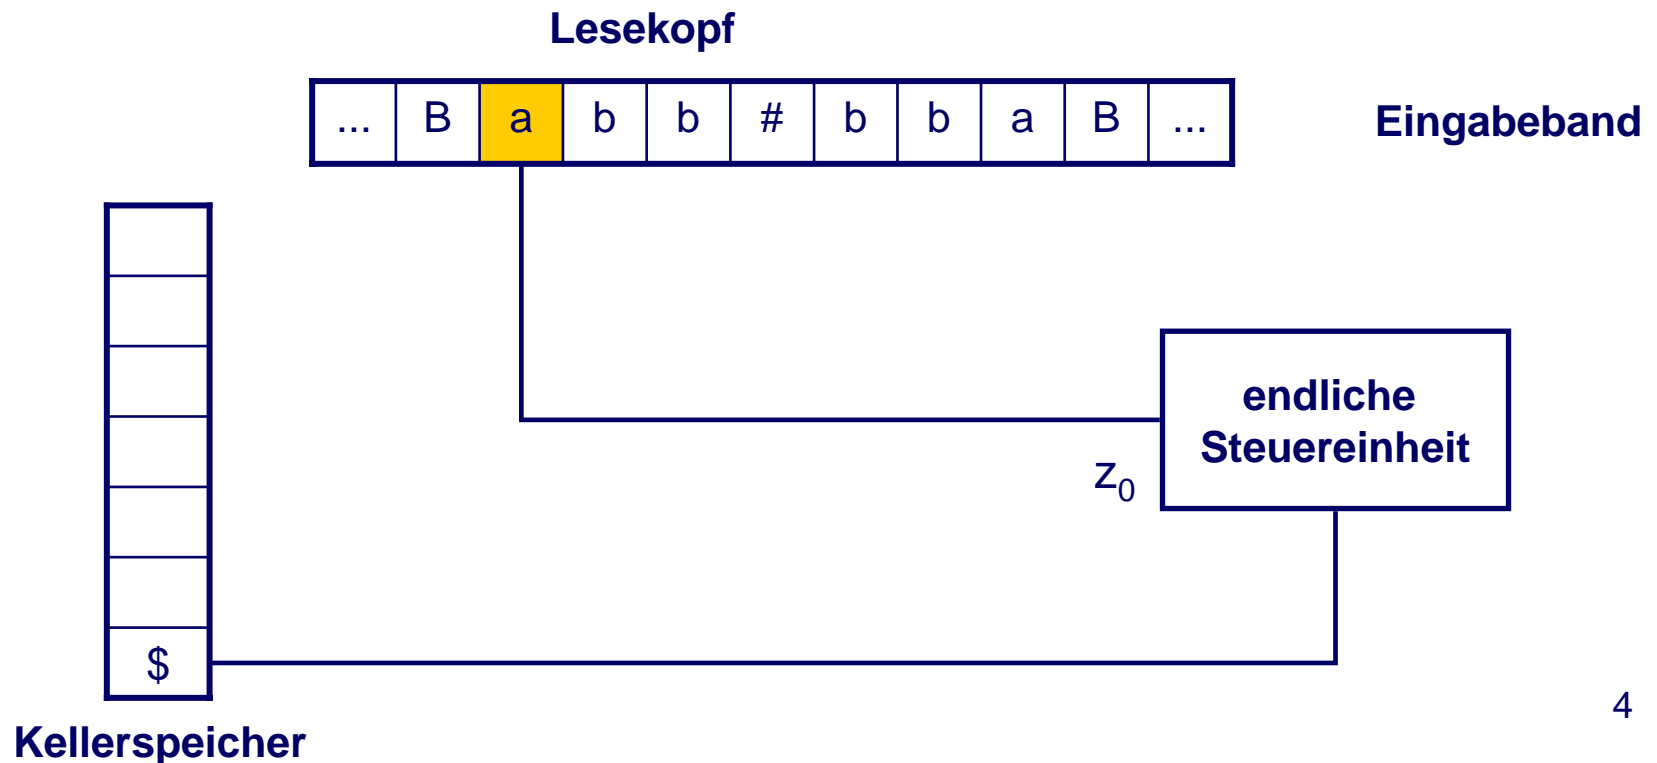 Lesekopf
... B a b b # b b a B ...
Eingabeband
endliche
Steuereinheit
z₀
$
4
Kellerspeicher